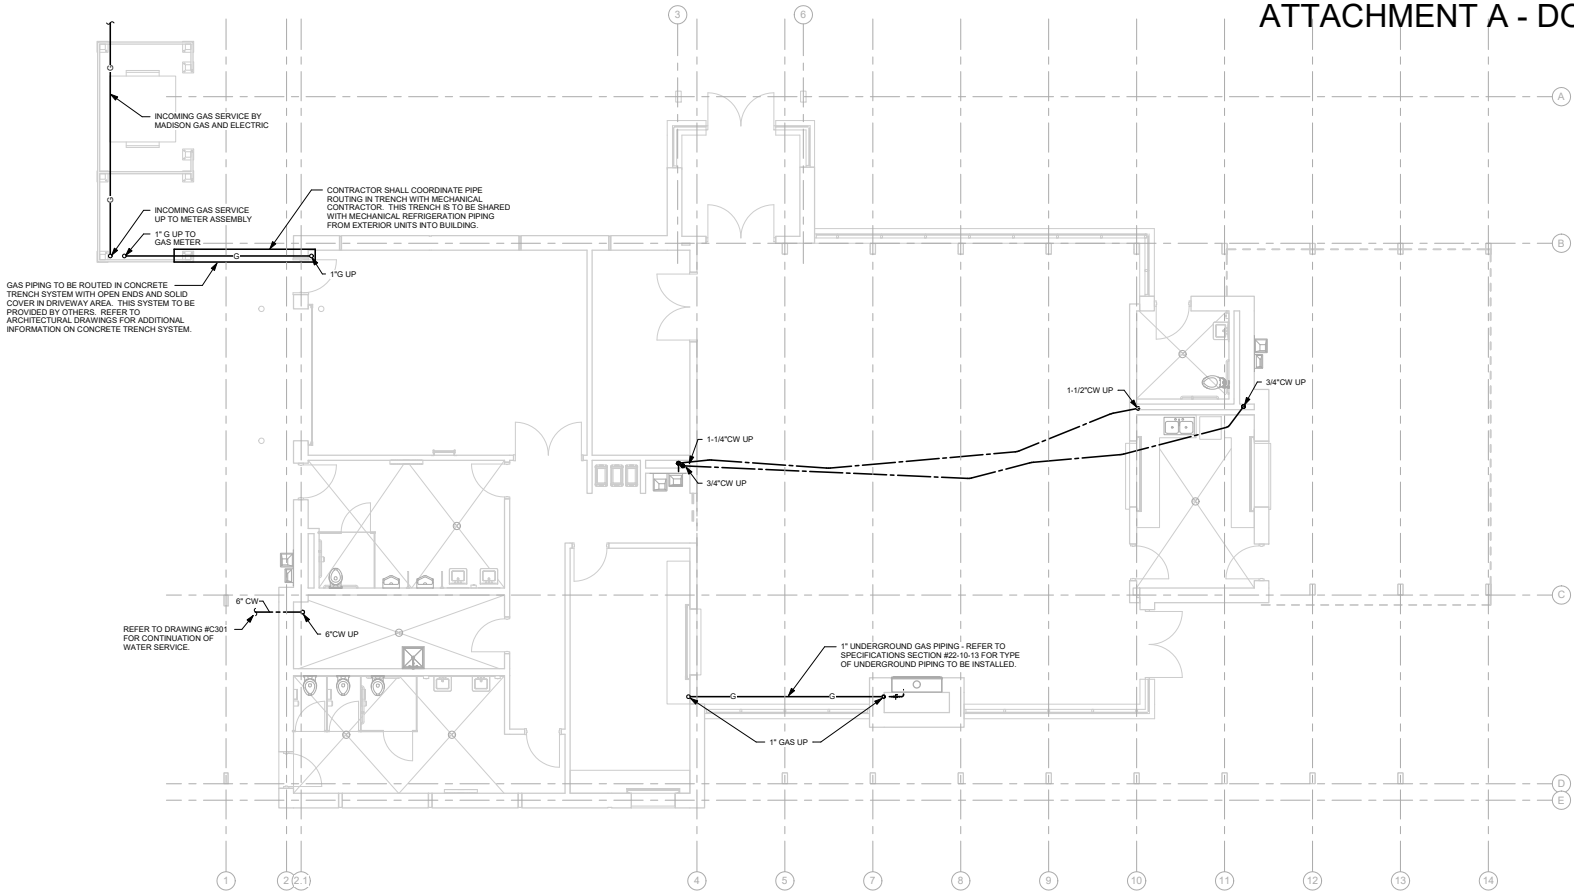 ATTACHMENT A - DO
3
6
A
INCOMING GAS SERVICE BY
MADISON GAS AND ELECTRIC
G
G
CONTRACTOR SHALL COORDINATE PIPE
ROUTING IN TRENCH WITH MECHANICAL
CONTRACTOR. THIS TRENCH IS TO BE SHARED
WITH MECHANICAL REFRIGERATION PIPING
FROM EXTERIOR UNITS INTO BUILDING.
INCOMING GAS SERVICE
UP TO METER ASSEMBLY
1" G UP TO
GAS METER
B
G
1"G UP
GAS PIPING TO BE ROUTED IN CONCRETE
TRENCH SYSTEM WITH OPEN ENDS AND SOLID
COVER IN DRIVEWAY AREA. THIS SYSTEM TO BE
PROVIDED BY OTHERS. REFER TO
ARCHITECTURAL DRAWINGS FOR ADDITIONAL
INFORMATION ON CONCRETE TRENCH SYSTEM.
1-1/2"CW UP
3/4"CW UP
1-1/4"CW UP
3/4"CW UP
6" CW
C
REFER TO DRAWING #C301
FOR CONTINUATION OF
WATER SERVICE.
6"CW UP
1" UNDERGROUND GAS PIPING - REFER TO
SPECIFICATIONS SECTION #22-10-13 FOR TYPE
OF UNDERGROUND PIPING TO BE INSTALLED.
G
G
1" GAS UP
D
E
1
2
2.1
4
5
7
8
9
10
11
12
13
14